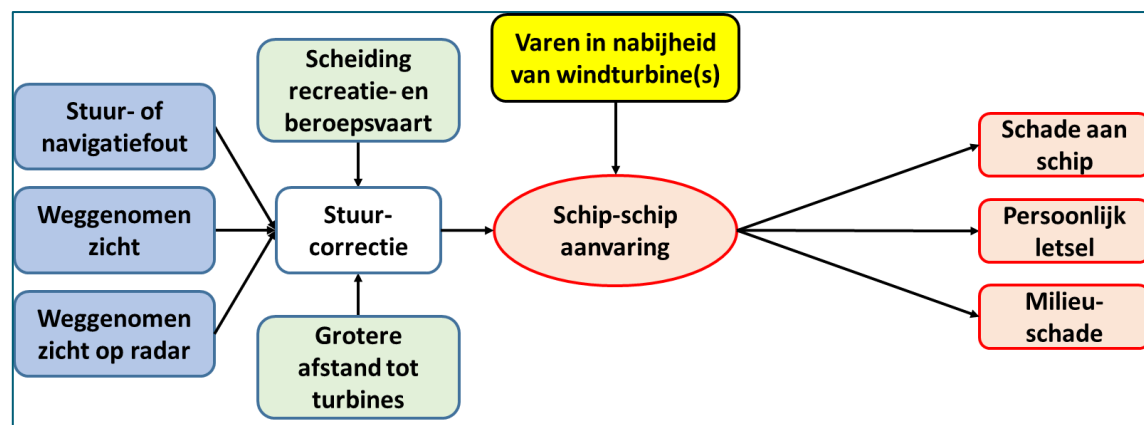 Stuur- of
navigatiefout
Weggenomen
zicht
Weggenomen
zicht op radar
Scheiding
recreatie- en
beroepsvaart
Stuur-
correctie
Grotere
afstand tot
turbines
Varen in nabijheid
van windturbine(s)
Schip-schip
aanvaring
Schade aan
schip
Persoonlijk
letsel
Milieu-
schade